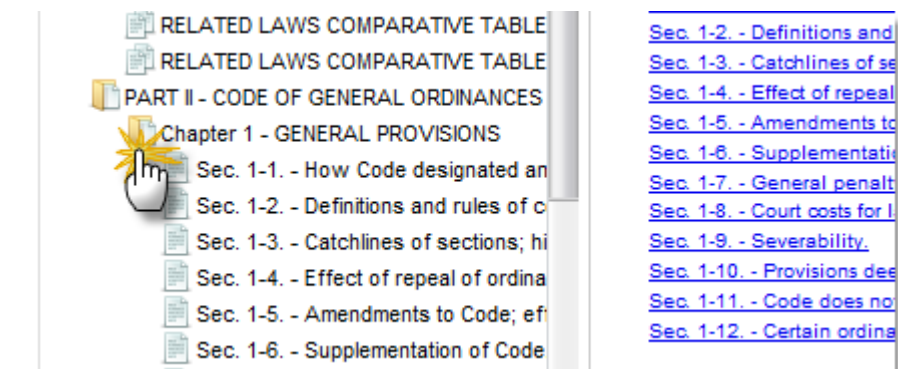 RELATED LAWS COMPARATIVE TABLE
RELATED LAWS COMPARATIVE TABLE
PART II - CODE OF GENERAL ORDINANCES
Chapter 1 - GENERAL PROVISIONS
Sec. 1-1. - How Code designated an
Sec. 1-2. - Definitions and rules of
Sec. 1-3. - Catchlines of sections; hi
Sec. 1-4. - Effect of repeal of ordina
Sec. 1-5. - Amendments to Code; ef
Sec. 1-6. - Supplementation of Code
Sec. 1-2. - Definitions and
Sec. 1-3. - Catchlines of se
Sec. 1-4. - Effect of repeal
Sec. 1-5. - Amendments to
Sec. 1-6. - Supplementati
Sec. 1-7. - General penalt
Sec. 1-8. - Court costs for
Sec. 1-9. - Severability.
Sec. 1-10. - Provisions dee
Sec. 1-11. - Code does no
Sec. 1-12. - Certain ordina